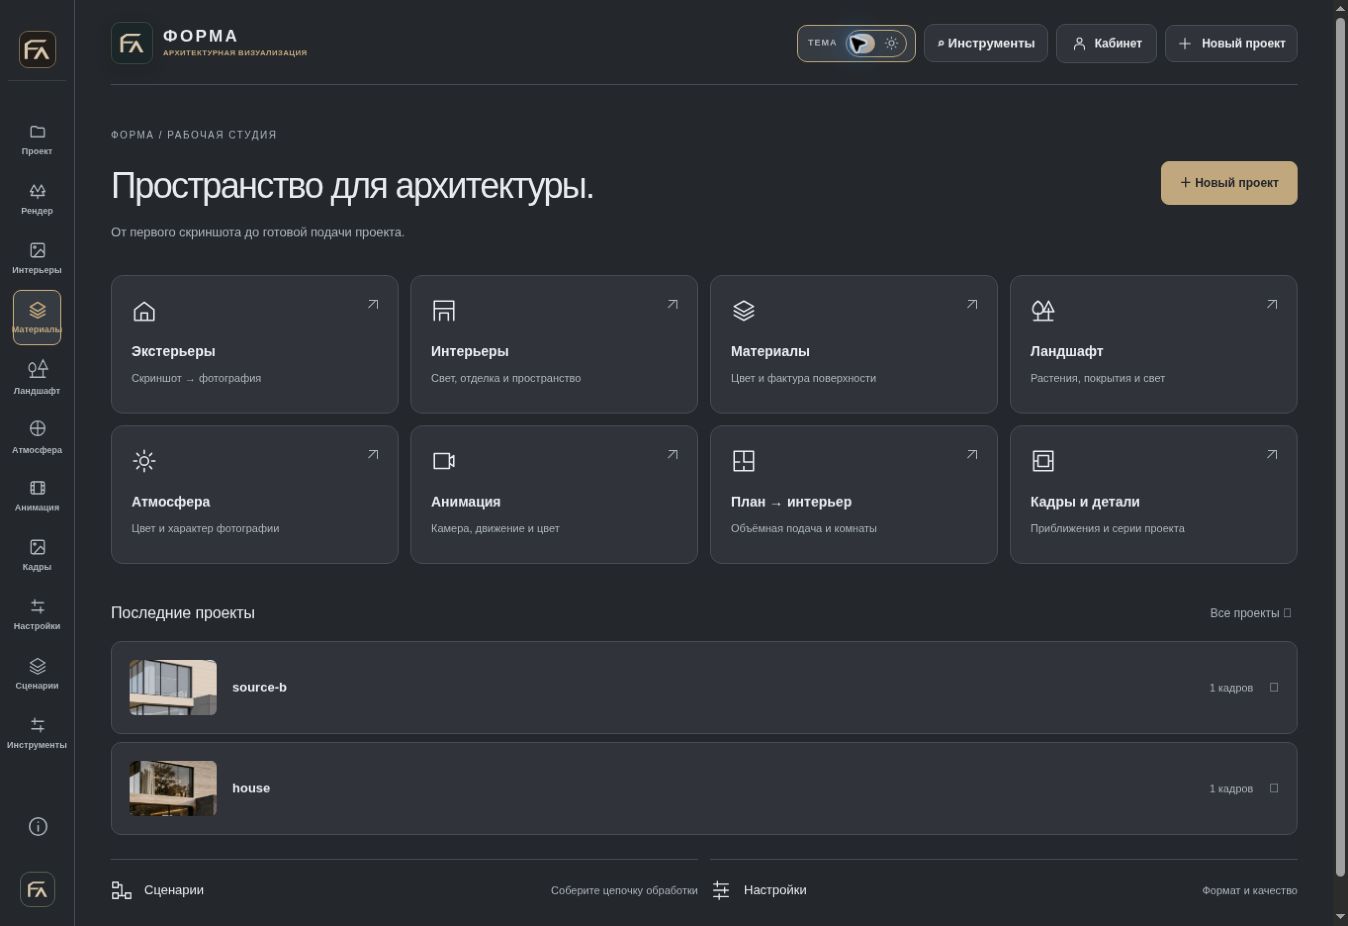 ФОРМА
АРХИТЕКТУРНАЯ ВИЗУАЛИЗАЦИЯ
ТЕМА
Инструменты
Кабинет
Новый проект
Проект
Рендер
Интерьеры
Материалы
Ландшафт
Атмосфера
Анимация
Кадры
Настройки
Сценарии
Инструменты
ФОРМА / РАБОЧАЯ СТУДИЯ
Пространство для архитектуры.
+ Новый проект
От первого скриншота до готовой подачи проекта.
Экстерьеры
Скриншот → фотография
Интерьеры
Свет, отделка и пространство
Материалы
Цвет и фактура поверхности
Ландшафт
Растения, покрытия и свет
Атмосфера
Цвет и характер фотографии
Анимация
Камера, движение и цвет
План → интерьер
Объёмная подача и комнаты
Кадры и детали
Приближения и серии проекта
Последние проекты
Все проекты
source-b
1 кадров
house
1 кадров
Сценарии
Соберите цепочку обработки
Настройки
Формат и качество